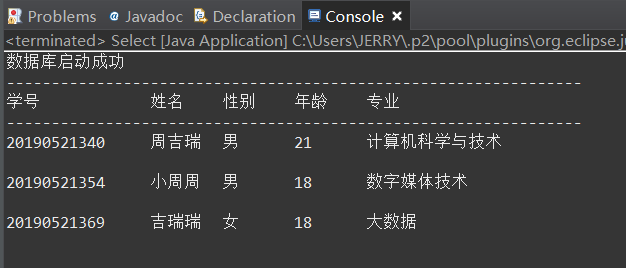 Problems Javadoc Declaration Console
<terminated> Select [Java Application] C:\Users\JERRY\.p2\pool\plugins\org.eclipse.ju
数据库启动成功
----------------------------------------------------------------
学号 姓名 性别 年龄 专业
----------------------------------------------------------------
20190521340 周吉瑞 男 21 计算机科学与技术
20190521354 小周周 男 18 数字媒体技术
20190521369 吉瑞瑞 女 18 大数据